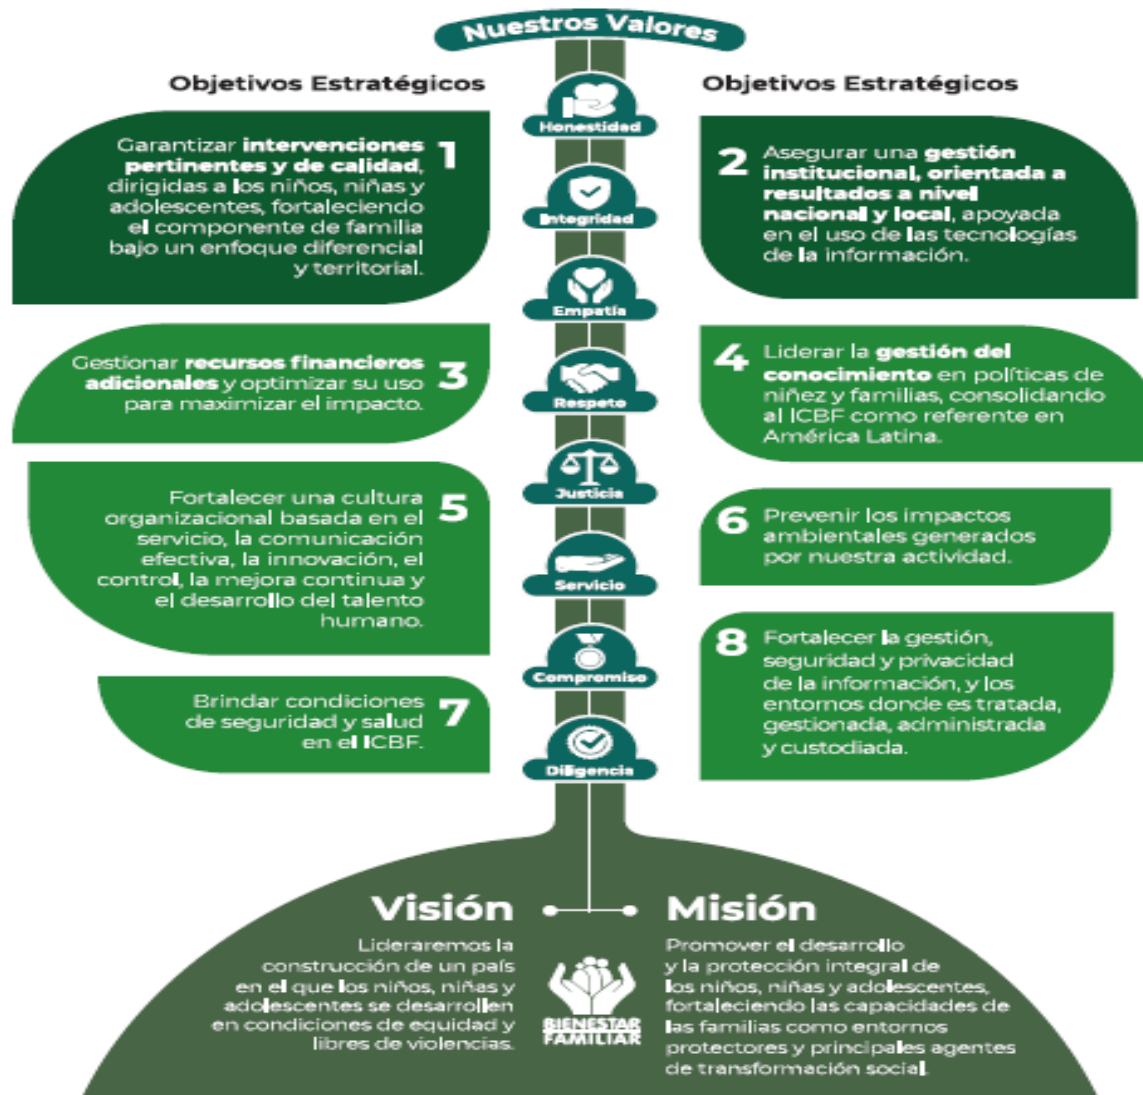 Nuestros Valores
Objetivos Estratégicos
Objetivos Estratégicos
Honestidad
Integridad
Empatía
Respeto
Justicia
Servicio
Compromiso
Diligencia
1
Garantizar intervenciones
pertinentes y de calidad,
dirigidas a los niños, niñas y
adolescentes, fortaleciendo
el componente de familia
bajo un enfoque diferencial
y territorial.
2
Asegurar una gestión
institucional, orientada a
resultados a nivel
nacional y local, apoyada
en el uso de las tecnologías
de la información.
3
Gestionar recursos financieros
adicionales y optimizar su uso
para maximizar el impacto.
4
Liderar la gestión del
conocimiento en políticas de
niñez y familias, consolidando
al ICBF como referente en
América Latina.
5
Fortalecer una cultura
organizacional basada en el
servicio, la comunicación
efectiva, la innovación, el
control, la mejora continua y
el desarrollo del talento
humano.
6
Prevenir los impactos
ambientales generados
por nuestra actividad.
7
Brindar condiciones
de seguridad y salud
en el ICBF.
8
Fortalecer la gestión,
seguridad y privacidad
de la información, y los
entornos donde es tratada,
gestionada, administrada
y custodiada.
Visión
Lideraremos la
construcción de un país
en el que los niños, niñas y
adolescentes se desarrollen
en condiciones de equidad y
libres de violencias.
BIENESTAR
FAMILIAR
Misión
Promover el desarrollo
y la protección integral de
los niños, niñas y adolescentes,
fortaleciendo las capacidades de
las familias como entornos
protectores y principales agentes
de transformación social.